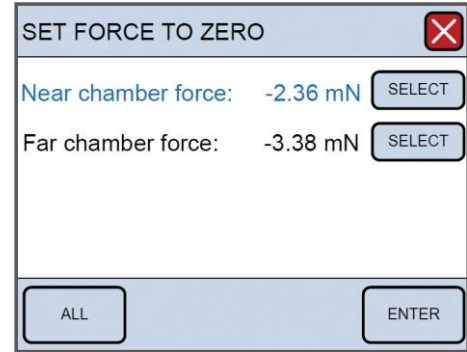 SET FORCE TO ZERO
Near chamber force: -2.36 mN SELECT
Far chamber force: -3.38 mN SELECT
ALL ENTER